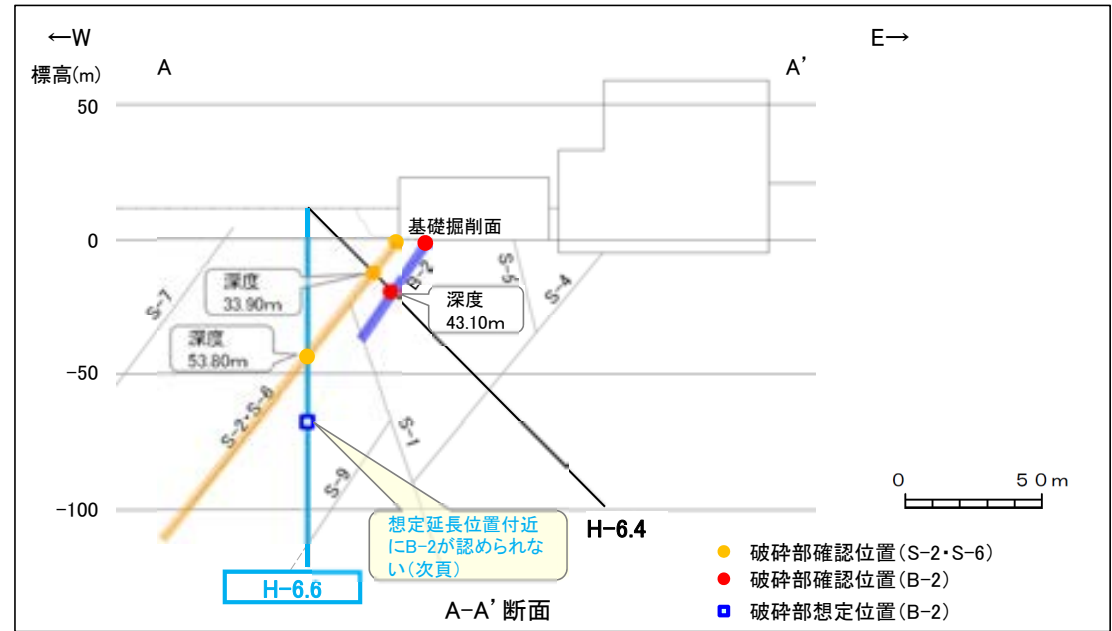 ←W
E→
標高(m)
A
A’
50
0
-50
-100
基礎掘削面
B-2
S-5
S-4
S-7
深度
33.90m
深度
43.10m
深度
53.80m
S-2・S-6
S-1
S-9
想定延長位置付近
にB-2が認められな
い(次頁)
H-6.4
H-6.6
A-A’断面
0 50m
破砕部確認位置(S-2・S-6)
破砕部確認位置(B-2)
破砕部想定位置(B-2)